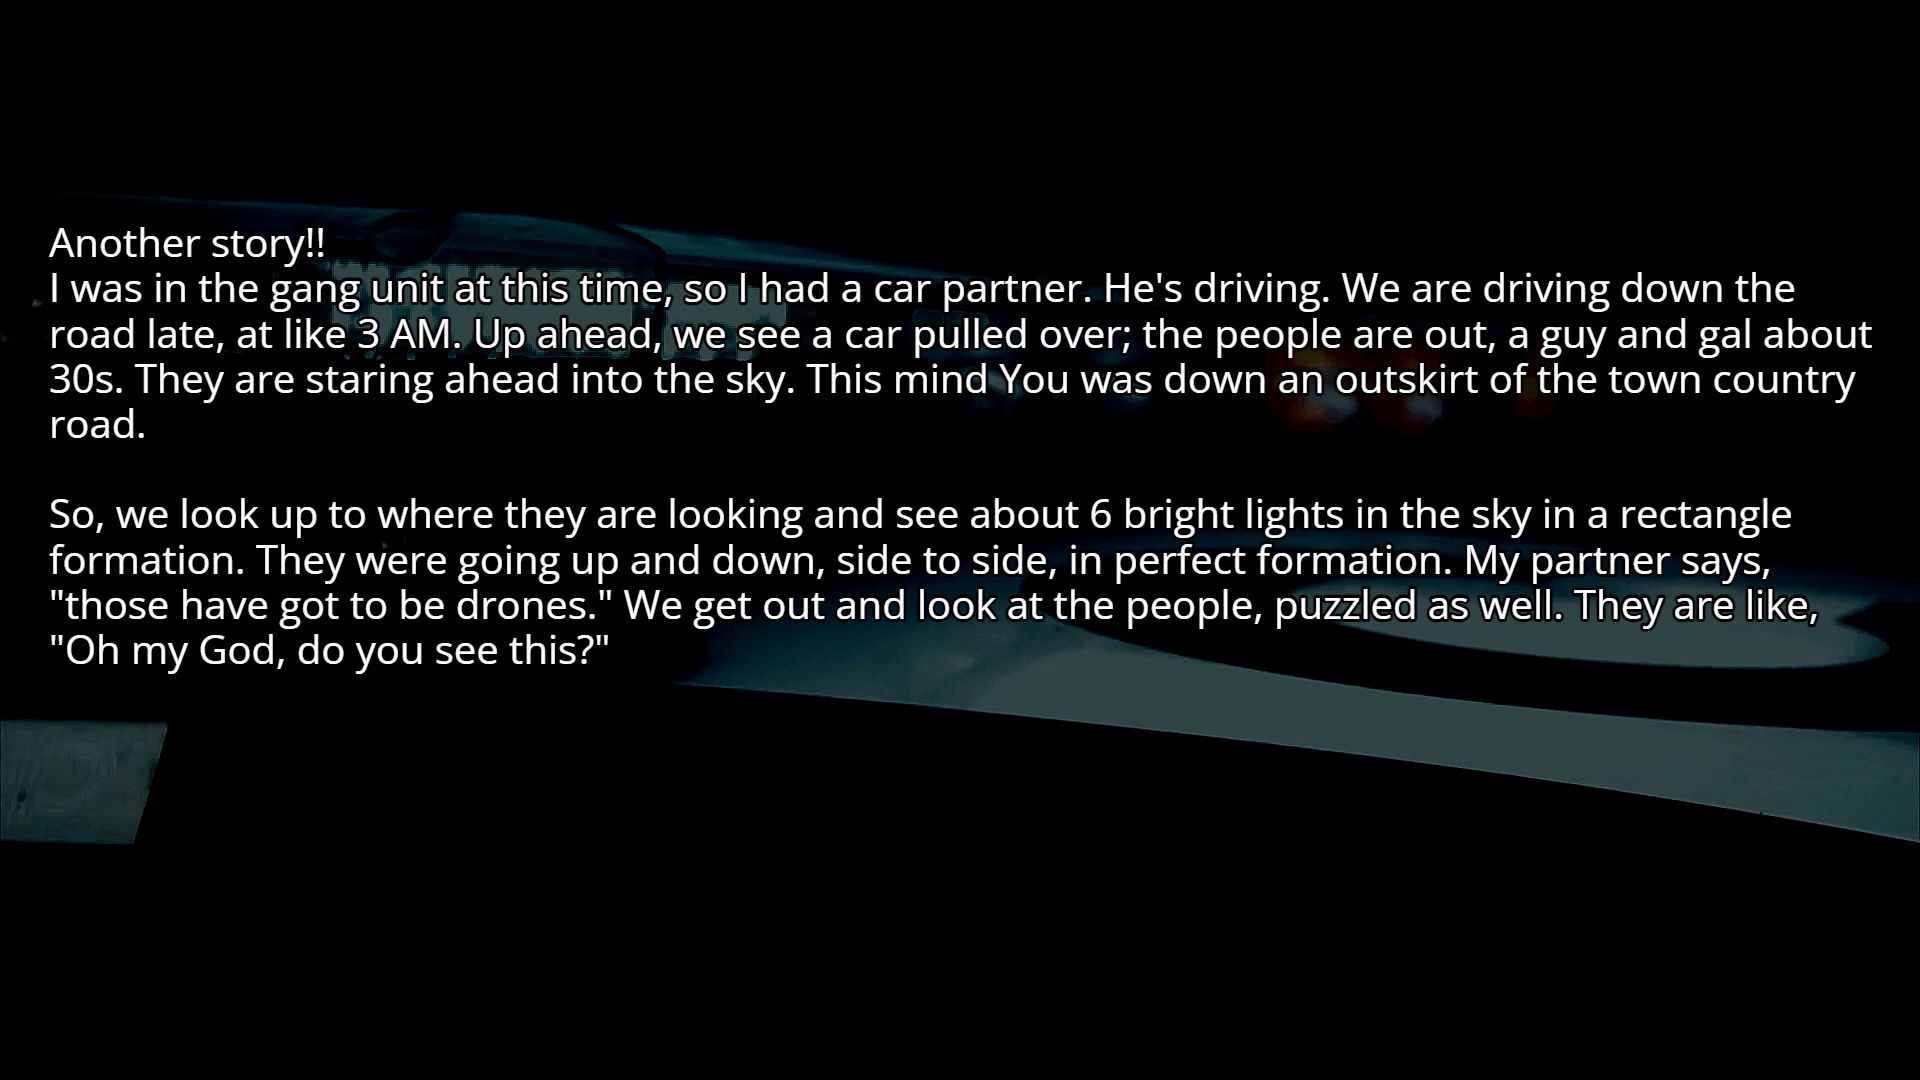 Another story!!
I was in the gang unit at this time, so I had a car partner. He's driving. We are driving down the
road late, at like 3 AM. Up ahead, we see a car pulled over; the people are out, a guy and gal about
30s. They are staring ahead into the sky. This mind You was down an outskirt of the town country
road.
So, we look up to where they are looking and see about 6 bright lights in the sky in a rectangle
formation. They were going up and down, side to side, in perfect formation. My partner says,
"those have got to be drones." We get out and look at the people, puzzled as well. They are like,
"Oh my God, do you see this?"